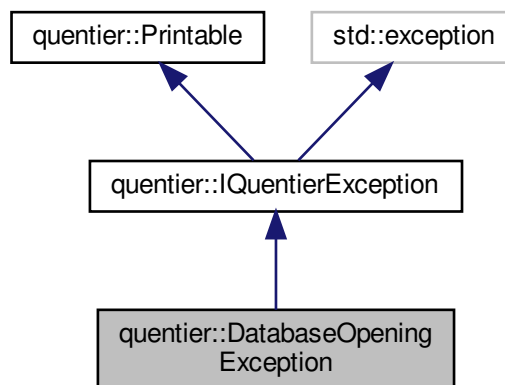 quentier::Printable
std::exception
quentier::IQuentierException
quentier::DatabaseOpening
Exception